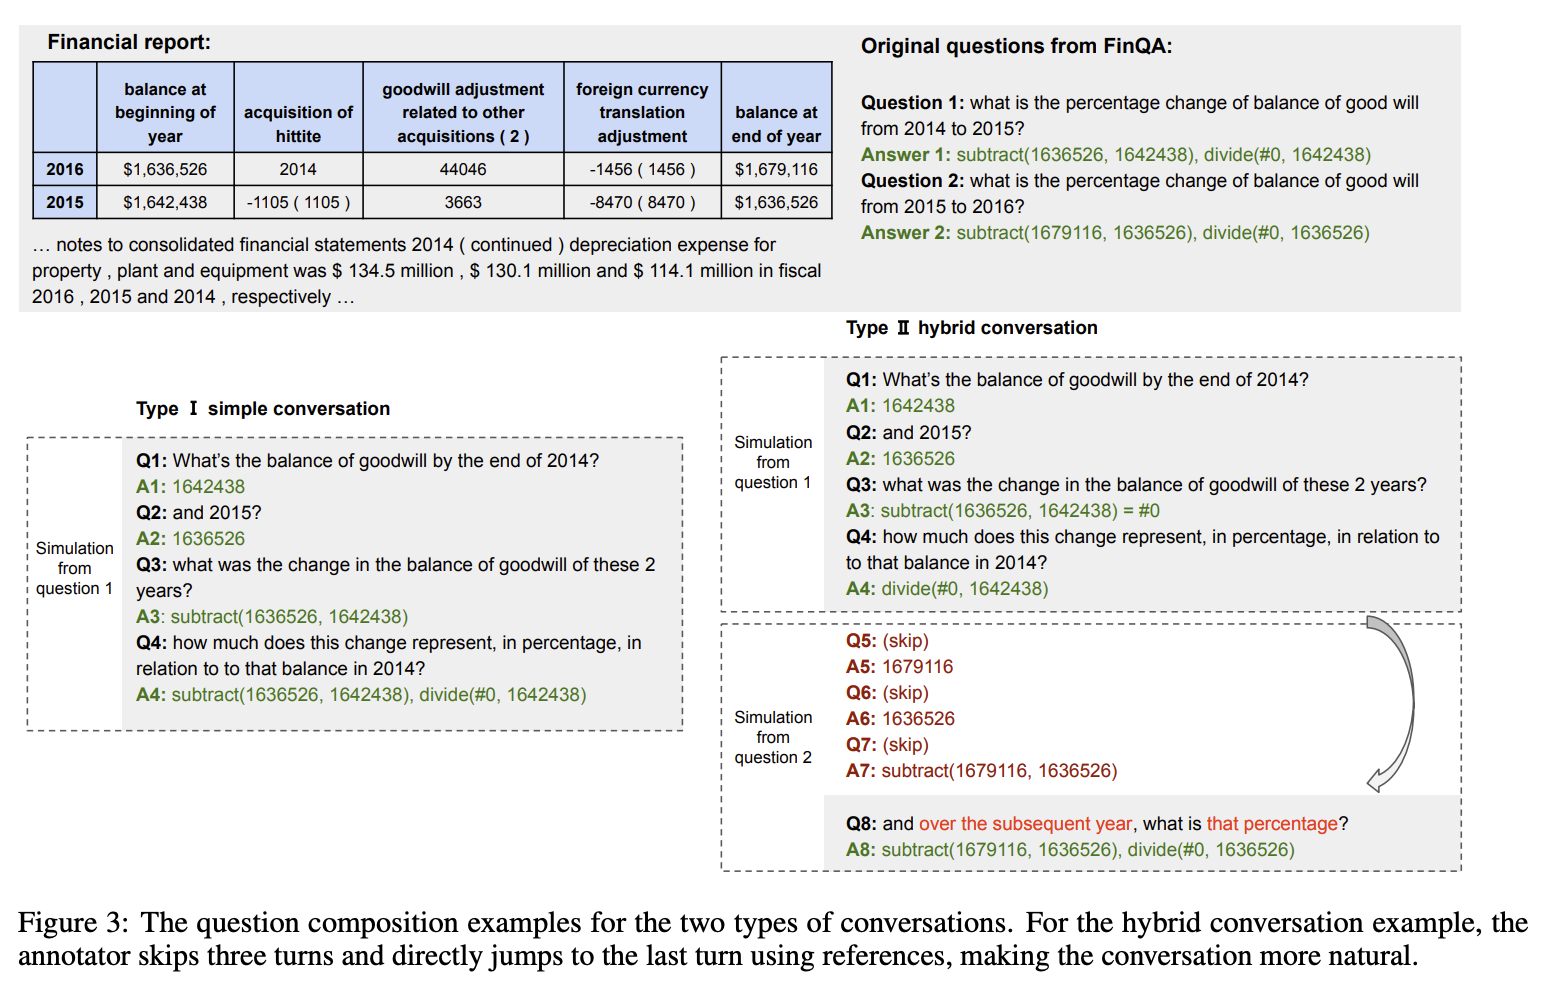 Financial report:
balance at beginning of year
acquisition of hittite
goodwill adjustment related to other acquisitions ( 2 )
foreign currency translation adjustment
balance at end of year
2016 $1,636,526 2014 44046 -1456 ( 1456 ) $1,679,116
2015 $1,642,438 -1105 ( 1105 ) 3663 -8470 ( 8470 ) $1,636,526
… notes to consolidated financial statements 2014 ( continued ) depreciation expense for
property , plant and equipment was $ 134.5 million , $ 130.1 million and $ 114.1 million in fiscal
2016 , 2015 and 2014 , respectively …
Original questions from FinQA:
Question 1: what is the percentage change of balance of good will
from 2014 to 2015?
Answer 1: subtract(1636526, 1642438), divide(#0, 1642438)
Question 2: what is the percentage change of balance of good will
from 2015 to 2016?
Answer 2: subtract(1679116, 1636526), divide(#0, 1636526)
Type Ⅰ simple conversation
Simulation
from
question 1
Q1: What's the balance of goodwill by the end of 2014?
A1: 1642438
Q2: and 2015?
A2: 1636526
Q3: what was the change in the balance of goodwill of these 2
years?
A3: subtract(1636526, 1642438)
Q4: how much does this change represent, in percentage, in
relation to to that balance in 2014?
A4: subtract(1636526, 1642438), divide(#0, 1642438)
Type Ⅱ hybrid conversation
Simulation
from
question 1
Q1: What's the balance of goodwill by the end of 2014?
A1: 1642438
Q2: and 2015?
A2: 1636526
Q3: what was the change in the balance of goodwill of these 2 years?
A3: subtract(1636526, 1642438) = #0
Q4: how much does this change represent, in percentage, in relation to
to that balance in 2014?
A4: divide(#0, 1642438)
Simulation
from
question 2
Q5: (skip)
A5: 1679116
Q6: (skip)
A6: 1636526
Q7: (skip)
A7: subtract(1679116, 1636526)
Q8: and over the subsequent year, what is that percentage?
A8: subtract(1679116, 1636526), divide(#0, 1636526)
Figure 3: The question composition examples for the two types of conversations. For the hybrid conversation example, the
annotator skips three turns and directly jumps to the last turn using references, making the conversation more natural.